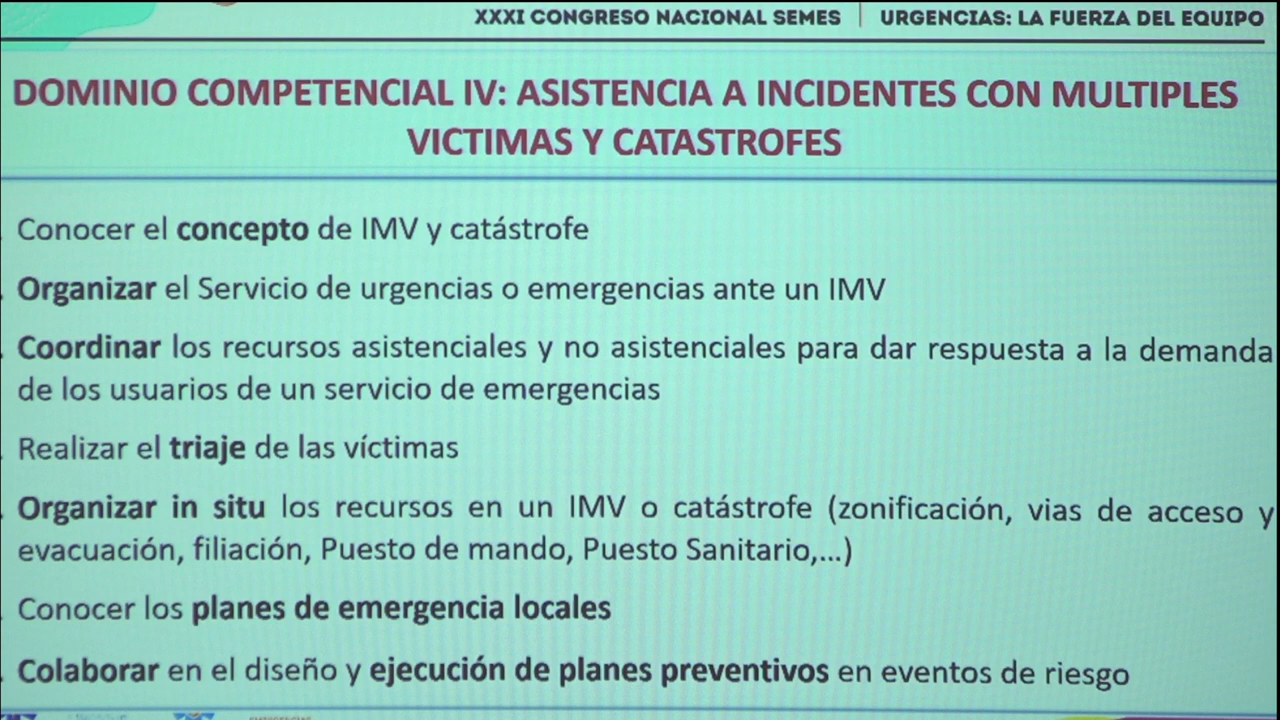 XXXI CONGRESO NACIONAL SEMES | URGENCIAS: LA FUERZA DEL EQUIPO
DOMINIO COMPETENCIAL IV: ASISTENCIA A INCIDENTES CON MULTIPLES
VICTIMAS Y CATASTROFES
Conocer el concepto de IMV y catástrofe
Organizar el Servicio de urgencias o emergencias ante un IMV
Coordinar los recursos asistenciales y no asistenciales para dar respuesta a la demanda
de los usuarios de un servicio de emergencias
Realizar el triaje de las víctimas
Organizar in situ los recursos en un IMV o catástrofe (zonificación, vias de acceso y
evacuación, filiación, Puesto de mando, Puesto Sanitario,...)
Conocer los planes de emergencia locales
Colaborar en el diseño y ejecución de planes preventivos en eventos de riesgo